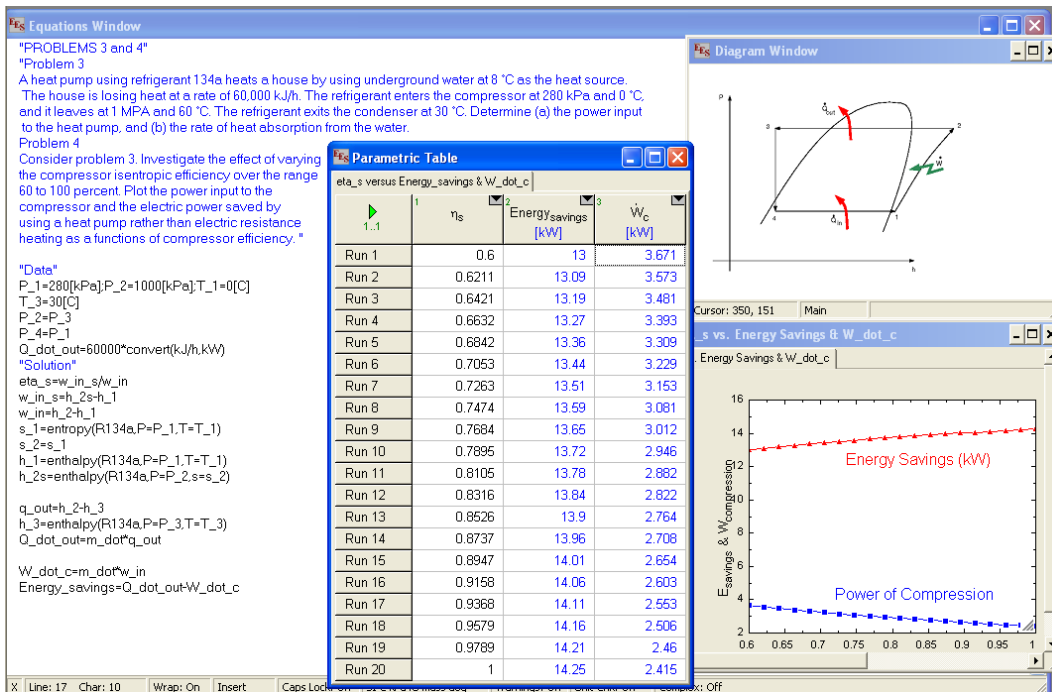 EES Equations Window
"PROBLEMS 3 and 4"
"Problem 3
A heat pump using refrigerant 134a heats a house by using underground water at 8 °C as the heat source.
The house is losing heat at a rate of 60,000 kJ/h. The refrigerant enters the compressor at 280 kPa and 0 °C,
and it leaves at 1 MPA and 60 °C. The refrigerant exits the condenser at 30 °C. Determine (a) the power input
to the heat pump, and (b) the rate of heat absorption from the water.
Problem 4
Consider problem 3. Investigate the effect of varying
the compressor isentropic efficiency over the range
60 to 100 percent. Plot the power input to the
compressor and the electric power saved by
using a heat pump rather than electric resistance
heating as a functions of compressor efficiency. "
"Data"
P_1=280[kPa];P_2=1000[kPa];T_1=0[C]
T_3=30[C]
P_2=P_3
P_4=P_1
Q_dot_out=60000*convert(kJ/h,kW)
"Solution"
eta_s=w_in_s/w_in
w_in_s=h_2s-h_1
w_in=h_2-h_1
s_1=entropy(R134a,P=P_1,T=T_1)
s_2=s_1
h_1=enthalpy(R134a,P=P_1,T=T_1)
h_2s=enthalpy(R134a,P=P_2,s=s_2)
q_out=h_2-h_3
h_3=enthalpy(R134a,P=P_3,T=T_3)
Q_dot_out=m_dot*q_out
W_dot_c=m_dot*w_in
Energy_savings=Q_dot_out-W_dot_c
X Line: 17 Char: 10 Wrap: On Insert
EES Parametric Table
eta_s versus Energy_savings & W_dot_c
1..1 1 ηs 2 Energysavings [kW] 3 Ẇc [kW]
Run 1 0.6 13 3.671
Run 2 0.6211 13.09 3.573
Run 3 0.6421 13.19 3.481
Run 4 0.6632 13.27 3.393
Run 5 0.6842 13.36 3.309
Run 6 0.7053 13.44 3.229
Run 7 0.7263 13.51 3.153
Run 8 0.7474 13.59 3.081
Run 9 0.7684 13.65 3.012
Run 10 0.7895 13.72 2.946
Run 11 0.8105 13.78 2.882
Run 12 0.8316 13.84 2.822
Run 13 0.8526 13.9 2.764
Run 14 0.8737 13.96 2.708
Run 15 0.8947 14.01 2.654
Run 16 0.9158 14.06 2.603
Run 17 0.9368 14.11 2.553
Run 18 0.9579 14.16 2.506
Run 19 0.9789 14.21 2.46
Run 20 1 14.25 2.415
EES Diagram Window
P
Q̇out
3
2
Ẇ
Q̇in
4
1
h
Cursor: 350, 151 Main
_s vs. Energy Savings & W_dot_c
Energy Savings & W_dot_c
Esavings & Wcompression
16
14
12
10
8
6
4
2
Energy Savings (kW)
Power of Compression
0.6 0.65 0.7 0.75 0.8 0.85 0.9 0.95 1